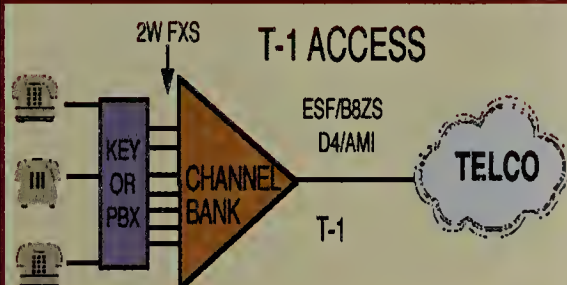 2W FXS
T-1 ACCESS
ESF/B8ZS
D4/AMI
KEY
OR
PBX
CHANNEL
BANK
TELCO
T-1